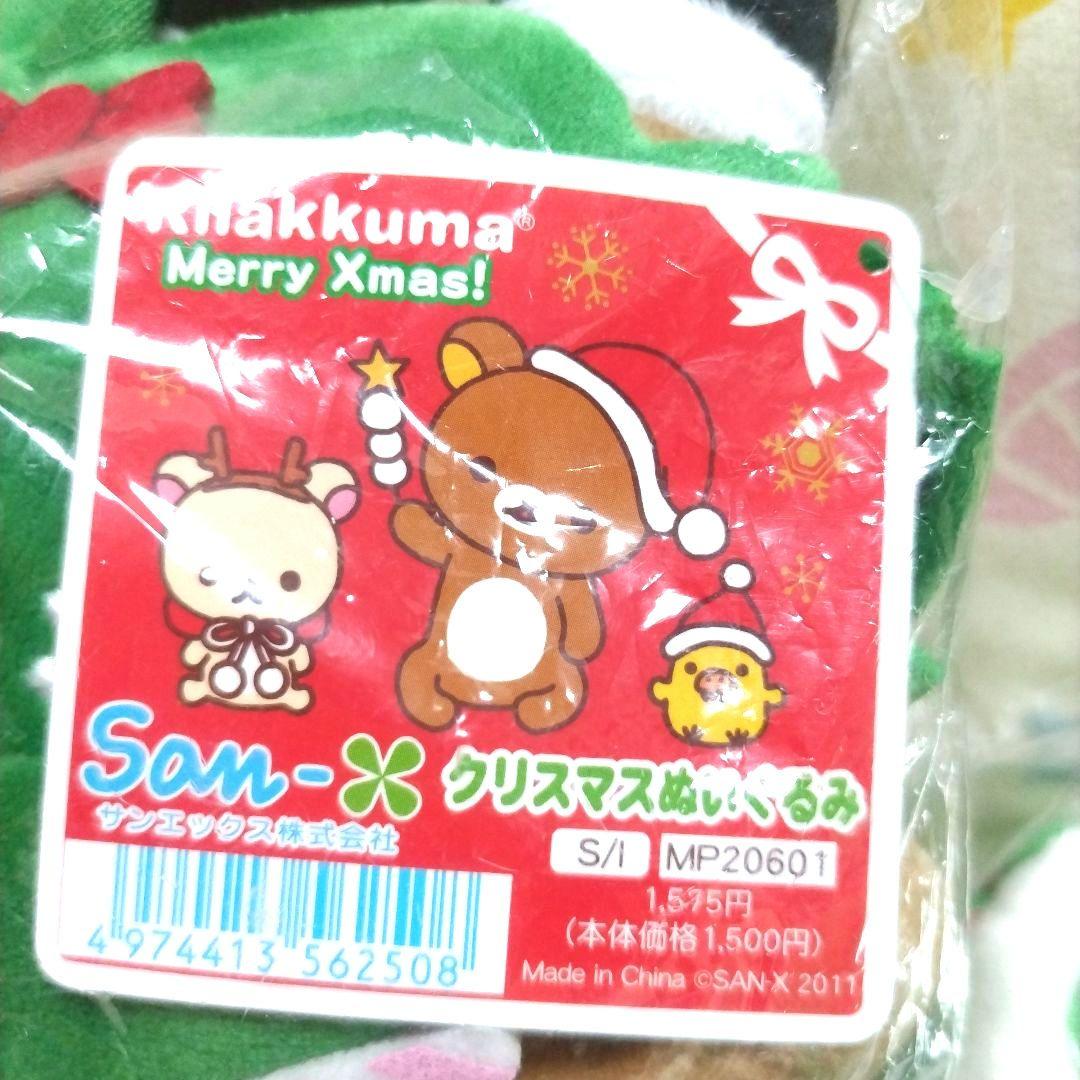 Rilakkuma®
Merry Xmas!
San-X
クリスマスぬいぐるみ
サンエックス株式会社
S/I MP20601
1,575円
(本体価格1,500円)
4974413 562508
Made in China ©SAN-X 2011